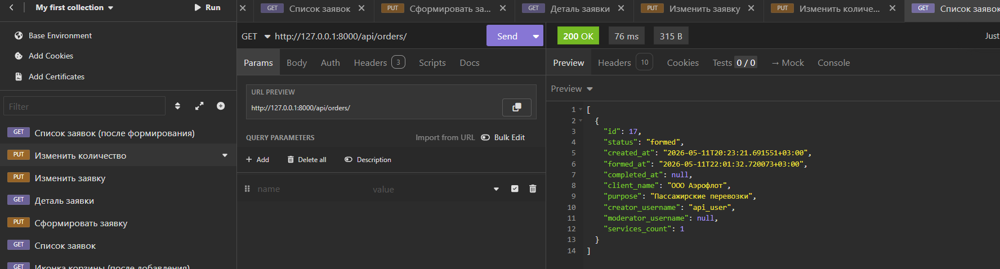 My first collection
Run
GET Список заявок
PUT Сформировать за...
GET Деталь заявки
PUT Изменить заявку
PUT Изменить количе...
GET Список заявок
Base Environment
Add Cookies
Add Certificates
Filter
GET Список заявок (после формирования)
PUT Изменить количество
PUT Изменить заявку
GET Деталь заявки
PUT Сформировать заявку
GET Список заявок
GET Иконка корзины (после добавления)
GET http://127.0.0.1:8000/api/orders/ Send
Params Body Auth Headers 3 Scripts Docs
URL PREVIEW
http://127.0.0.1:8000/api/orders/
QUERY PARAMETERS Import from URL Bulk Edit
Add Delete all Description
name value
200 OK 76 ms 315 B Just
Preview Headers 10 Cookies Tests 0 / 0 → Mock Console
Preview
1 [
2 {
3 "id": 17,
4 "status": "formed",
5 "created_at": "2026-05-11T20:23:21.691551+03:00",
6 "formed_at": "2026-05-11T22:01:32.720073+03:00",
7 "completed_at": null,
8 "client_name": "ООО Аэрофлот",
9 "purpose": "Пассажирские перевозки",
10 "creator_username": "api_user",
11 "moderator_username": null,
12 "services_count": 1
13 }
14 ]